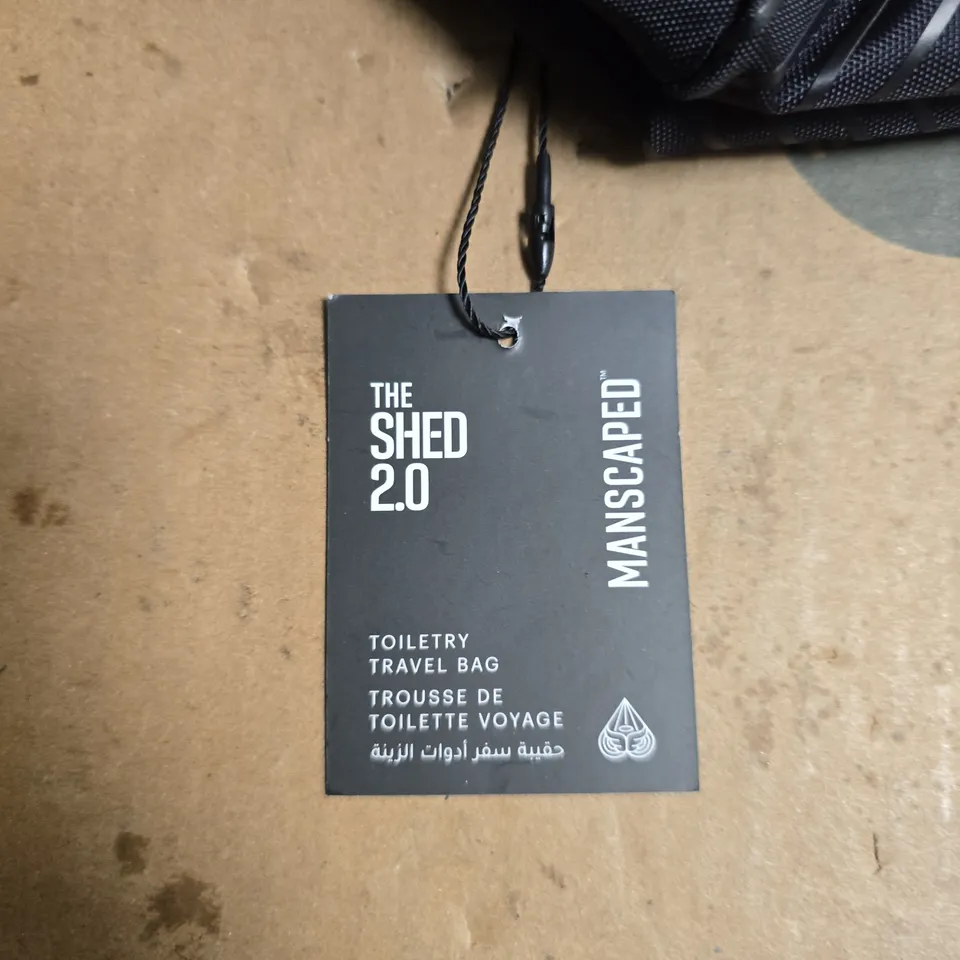 THE
SHED
2.0
MANSCAPED™
TOILETRY
TRAVEL BAG
TROUSSE DE
TOILETTE VOYAGE
حقيبة سفر أدوات الزينة